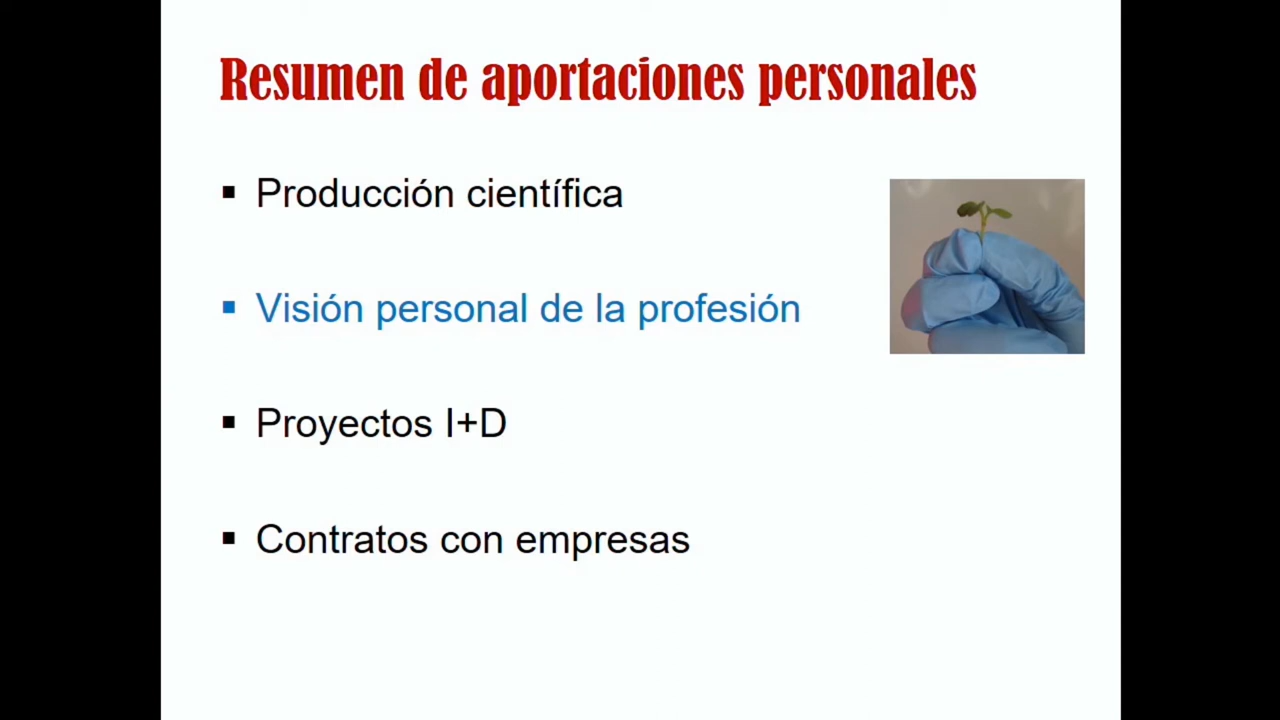 Resumen de aportaciones personales
▪ Producción científica
▪ Visión personal de la profesión
▪ Proyectos I+D
▪ Contratos con empresas